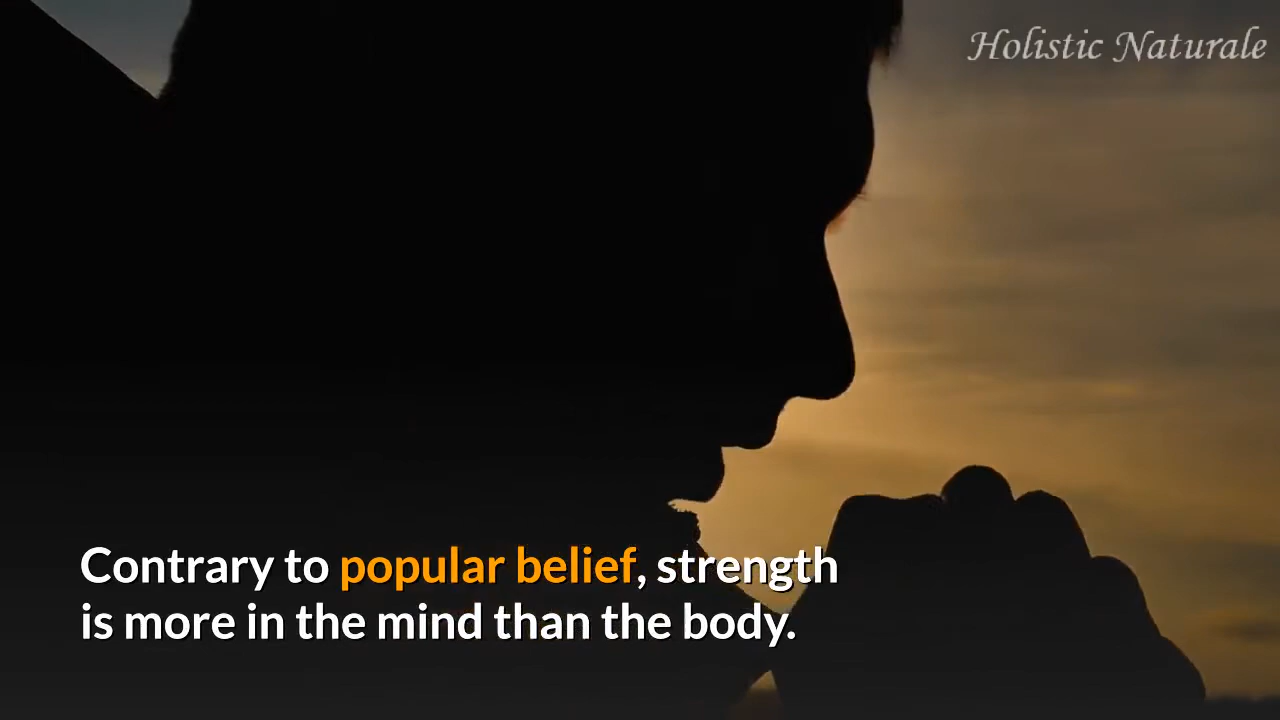 Holistic Naturale
Contrary to popular belief, strength
is more in the mind than the body.